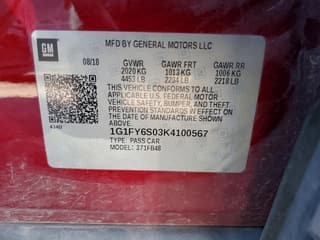 GM
MFD BY GENERAL MOTORS LLC
08/18 GVWR GAWR FRT GAWR RR
2020 KG 1013 KG 1006 KG
4453 LB 2234 LB 2218 LB
THIS VEHICLE CONFORMS TO ALL
APPLICABLE U.S. FEDERAL MOTOR
VEHICLE SAFETY, BUMPER, AND THEFT
PREVENTION STANDARDS IN EFFECT ON
THE DATE OF MANUFACTURE SHOWN ABOVE.
1G1FY6S03K4100567
TYPE: PASS CAR
MODEL: 371FB48